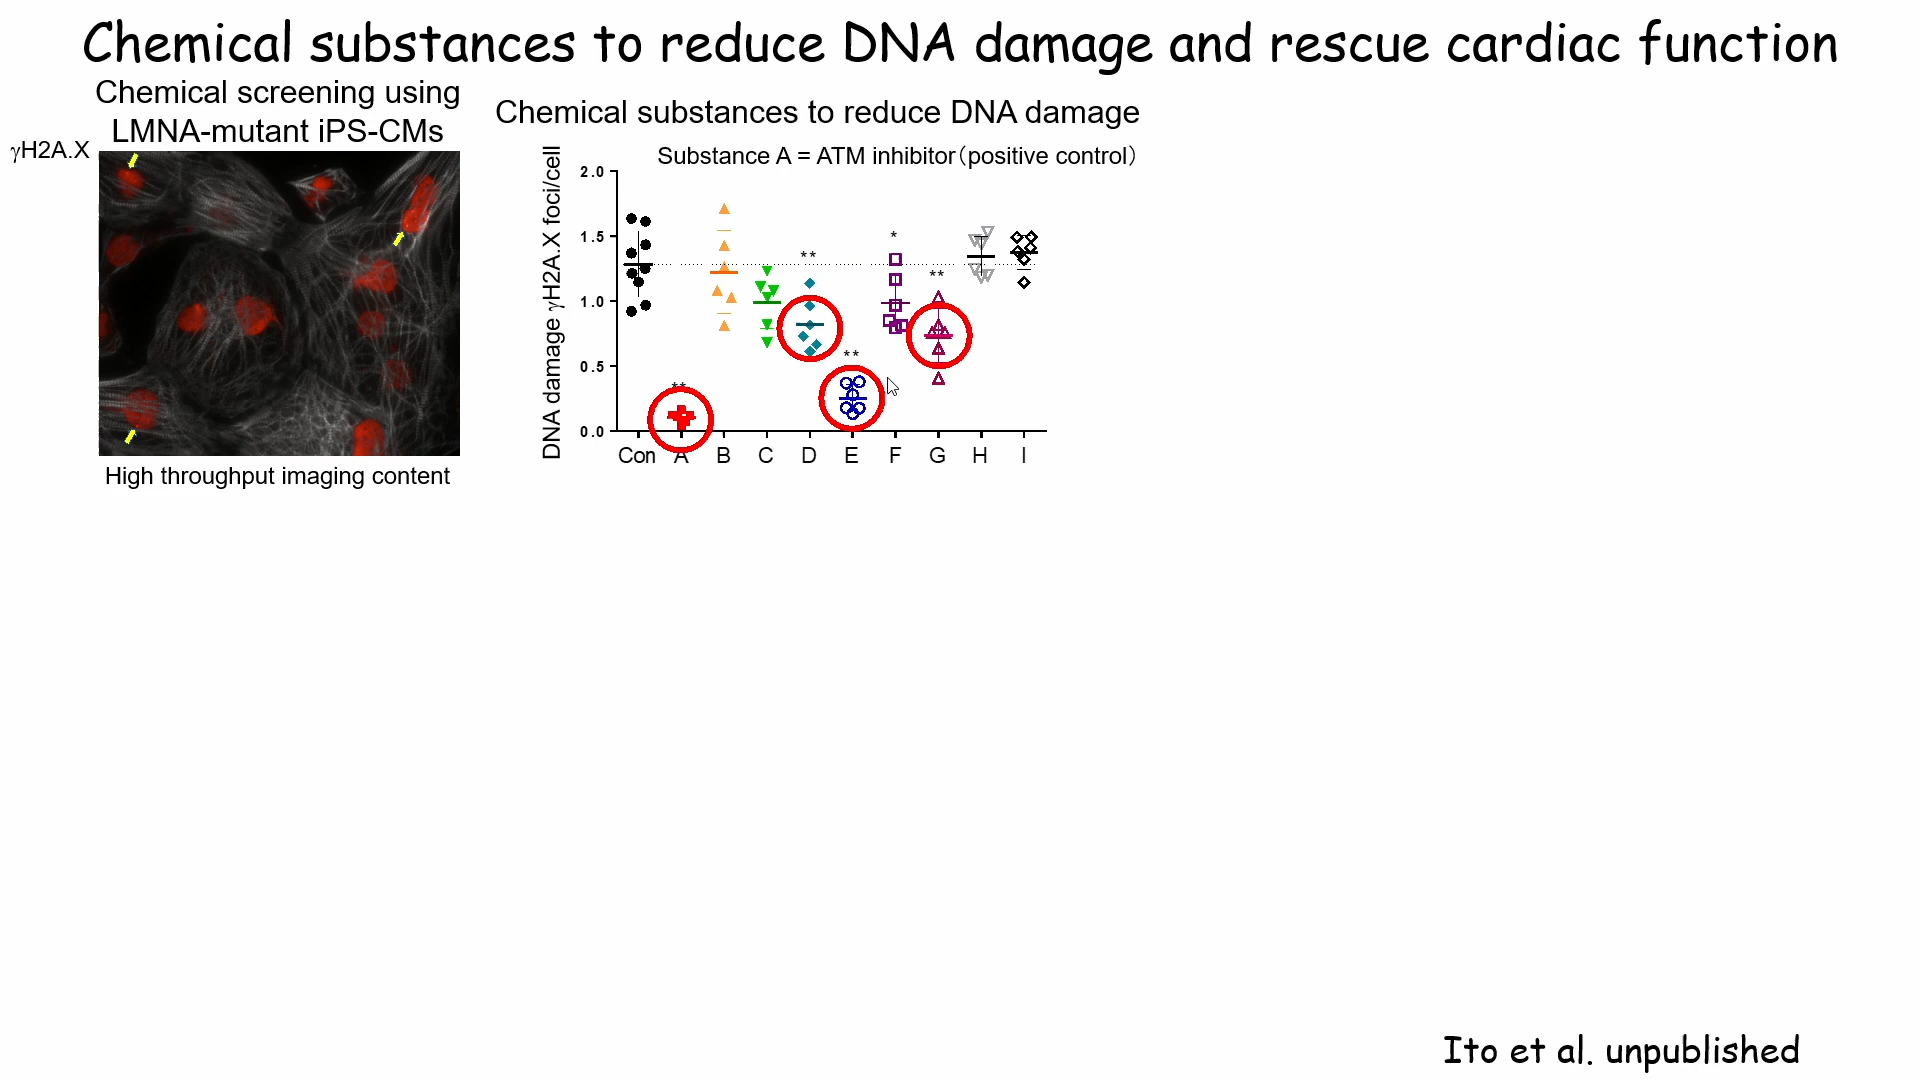 Chemical substances to reduce DNA damage and rescue cardiac function
Chemical screening using
LMNA-mutant iPS-CMs
γH2A.X
High throughput imaging content
Chemical substances to reduce DNA damage
Substance A = ATM inhibitor（positive control）
DNA damage γH2A.X foci/cell
2.0
1.5
1.0
0.5
0.0
**
**
**
*
**
Con A B C D E F G H I
Ito et al. unpublished